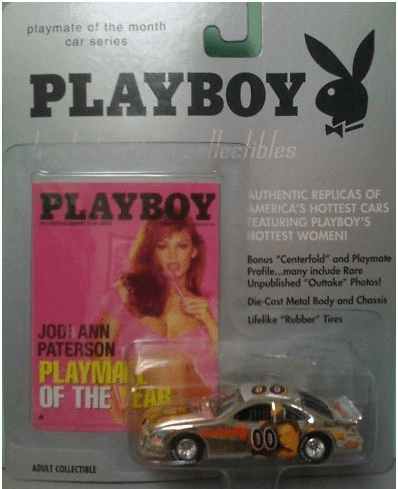 playmate of the month
car series
PLAYBOY
collectibles
PLAYBOY
JODI ANN
PATERSON
PLAYMATE
OF THE YEAR
AUTHENTIC REPLICAS OF
AMERICA'S HOTTEST CARS
FEATURING PLAYBOY'S
HOTTEST WOMEN!
Bonus "Centerfold" and Playmate
Profile...many include Rare
Unpublished "Outtake" Photos!
Die-Cast Metal Body and Chassis
Lifelike "Rubber" Tires
00
00
ADULT COLLECTIBLE